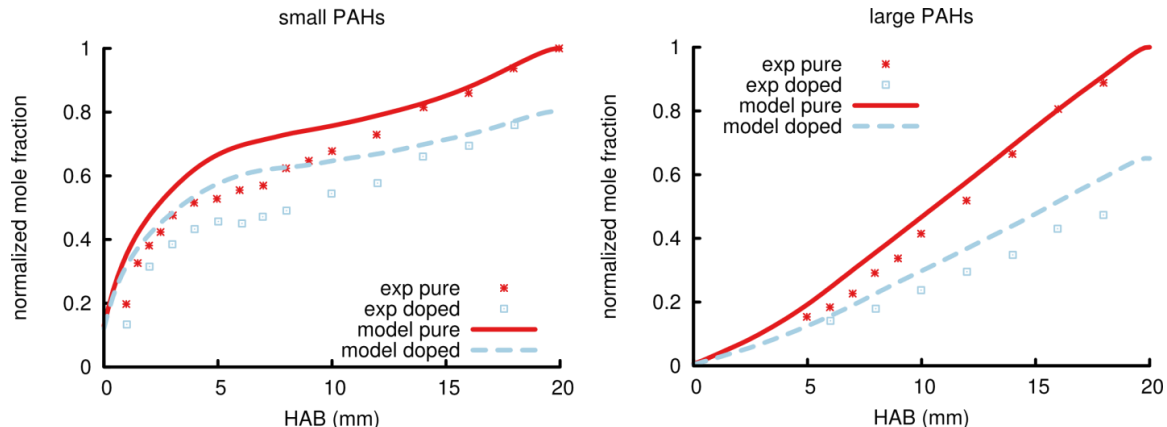 small PAHs
normalized mole fraction
1
0.8
0.6
0.4
0.2
0
0 5 10 15 20
HAB (mm)
exp pure
exp doped
model pure
model doped
large PAHs
normalized mole fraction
1
0.8
0.6
0.4
0.2
0
0 5 10 15 20
HAB (mm)
exp pure
exp doped
model pure
model doped